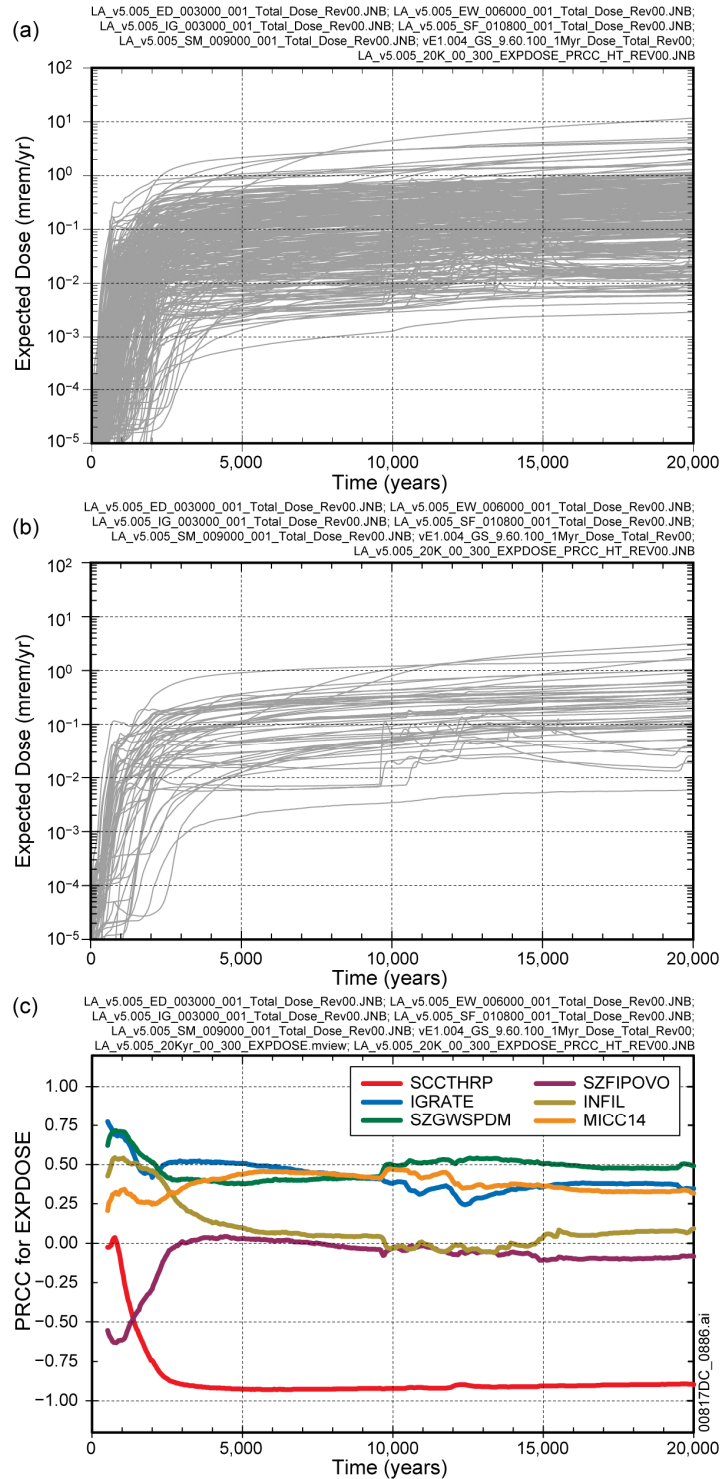 (a)
LA_v5.005_ED_003000_001_Total_Dose_Rev00.JNB; LA_v5.005_EW_006000_001_Total_Dose_Rev00.JNB;
LA_v5.005_IG_003000_001_Total_Dose_Rev00.JNB; LA_v5.005_SF_010800_001_Total_Dose_Rev00.JNB;
LA_v5.005_SM_009000_001_Total_Dose_Rev00.JNB; vE1.004_GS_9.60.100_1Myr_Dose_Total_Rev00;
LA_v5.005_20K_00_300_EXPDOSE_PRCC_HT_REV00.JNB
Expected Dose (mrem/yr)
10²
10¹
10⁰
10⁻¹
10⁻²
10⁻³
10⁻⁴
10⁻⁵
0 5,000 10,000 15,000 20,000
Time (years)
(b)
LA_v5.005_ED_003000_001_Total_Dose_Rev00.JNB; LA_v5.005_EW_006000_001_Total_Dose_Rev00.JNB;
LA_v5.005_IG_003000_001_Total_Dose_Rev00.JNB; LA_v5.005_SF_010800_001_Total_Dose_Rev00.JNB;
LA_v5.005_SM_009000_001_Total_Dose_Rev00.JNB; vE1.004_GS_9.60.100_1Myr_Dose_Total_Rev00;
LA_v5.005_20K_00_300_EXPDOSE_PRCC_HT_REV00.JNB
Expected Dose (mrem/yr)
10²
10¹
10⁰
10⁻¹
10⁻²
10⁻³
10⁻⁴
10⁻⁵
0 5,000 10,000 15,000 20,000
Time (years)
(c)
LA_v5.005_ED_003000_001_Total_Dose_Rev00.JNB; LA_v5.005_EW_006000_001_Total_Dose_Rev00.JNB;
LA_v5.005_IG_003000_001_Total_Dose_Rev00.JNB; LA_v5.005_SF_010800_001_Total_Dose_Rev00.JNB;
LA_v5.005_SM_009000_001_Total_Dose_Rev00.JNB; vE1.004_GS_9.60.100_1Myr_Dose_Total_Rev00;
LA_v5.005_20Kyr_00_300_EXPDOSE.mview; LA_v5.005_20K_00_300_EXPDOSE_PRCC_HT_REV00.JNB
PRCC for EXPDOSE
1.00
0.75
0.50
0.25
0.00
−0.25
−0.50
−0.75
−1.00
SCCTHRP SZFIPOVO
IGRATE INFIL
SZGWSPDM MICC14
0 5,000 10,000 15,000 20,000
Time (years)
00817DC_0886.ai